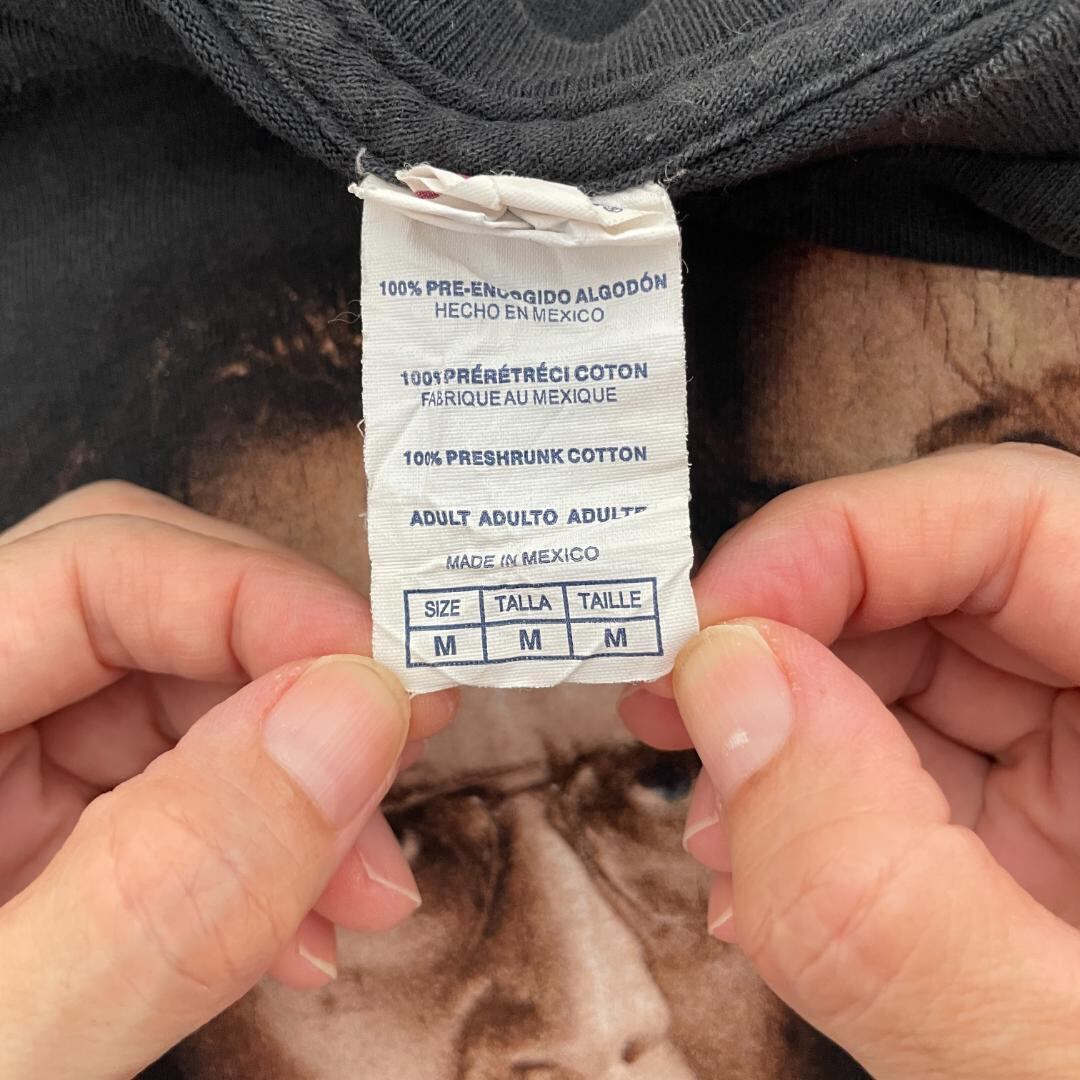 100% PRE-ENCOGIDO ALGODÓN
HECHO EN MEXICO
100% PRÉRÉTRÉCI COTON
FABRIQUE AU MEXIQUE
100% PRESHRUNK COTTON
ADULT ADULTO ADULTE
MADE IN MEXICO
SIZE TALLA TAILLE
M M M